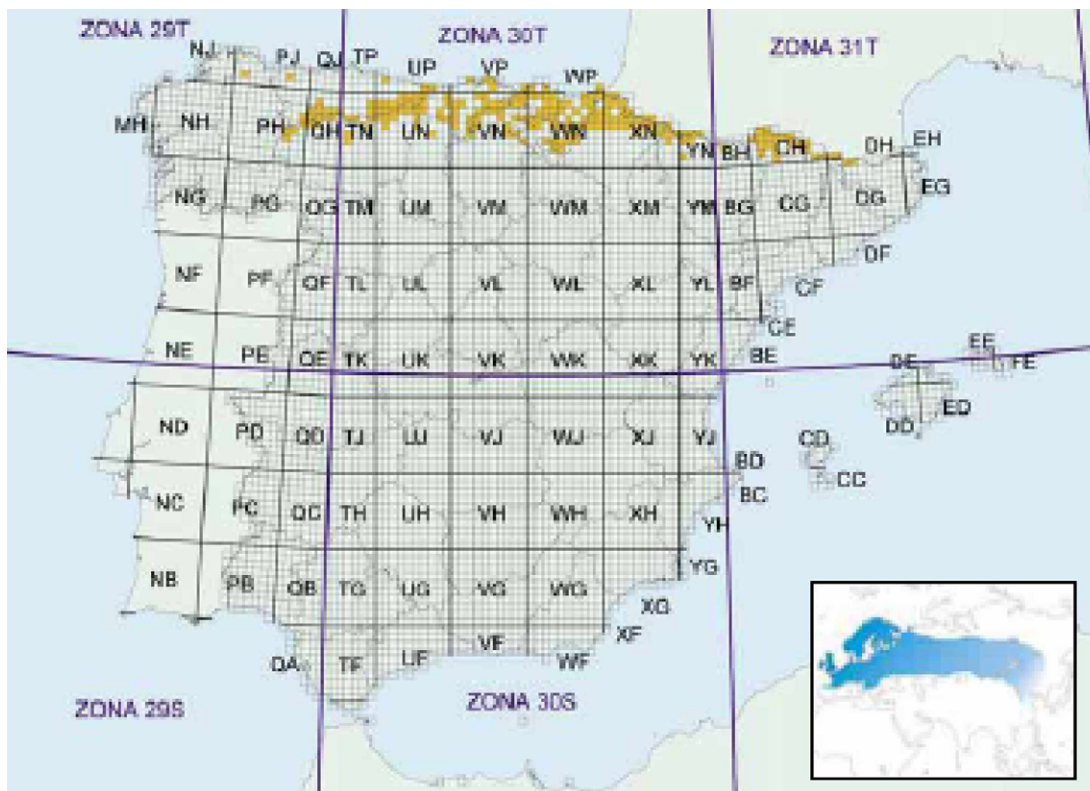 ZONA 29T
ZONA 30T
ZONA 31T
NJ PJ QJ TP UP VP WP
MH NH PH QH TN UN VN WN XN YN BH CH DH EH
NG PG QG TM UM VM WM XM YM BG CG DG EG
NF PF QF TL UL VL WL XL YL BF CF DF
NE PE QE TK UK VK WK XK YK BE CE DE EE FE
ND PD QD TJ UJ VJ WJ XJ YJ BD CD DD ED
NC PC QC TH UH VH WH XH YH BC CC
NB PB QB TG UG VG WG XG YG
QA TF UF VF WF XF
ZONA 29S
ZONA 30S